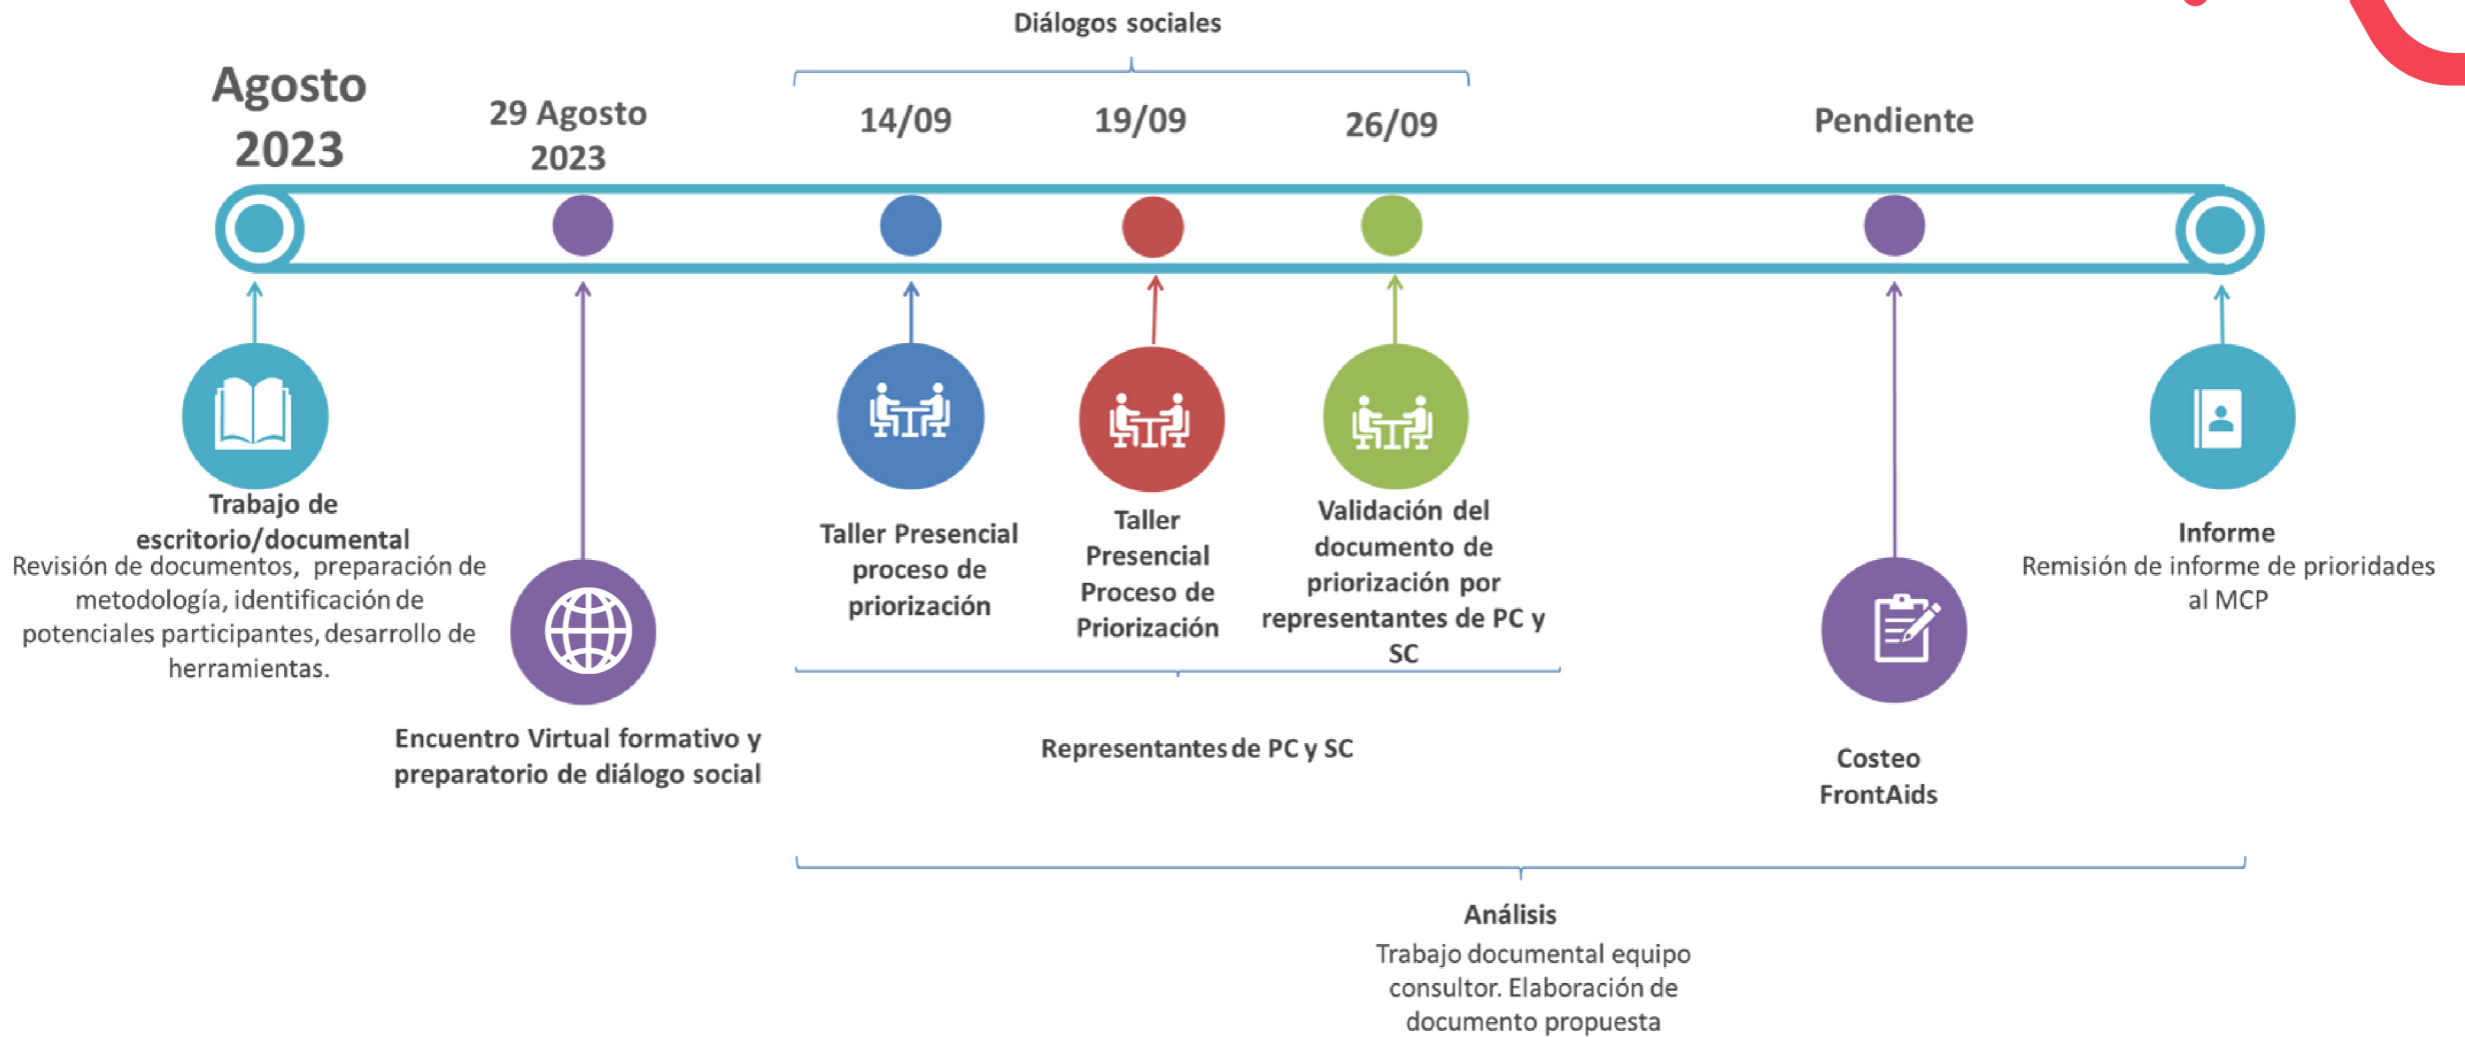 Diálogos sociales
Agosto
2023
29 Agosto
2023
14/09
19/09
26/09
Pendiente
Trabajo de
escritorio/documental
Revisión de documentos, preparación de
metodología, identificación de
potenciales participantes, desarrollo de
herramientas.
Encuentro Virtual formativo y
preparatorio de diálogo social
Taller Presencial
proceso de
priorización
Taller
Presencial
Proceso de
Priorización
Validación del
documento de
priorización por
representantes de PC y
SC
Representantes de PC y SC
Costeo
FrontAids
Informe
Remisión de informe de prioridades
al MCP
Análisis
Trabajo documental equipo
consultor. Elaboración de
documento propuesta